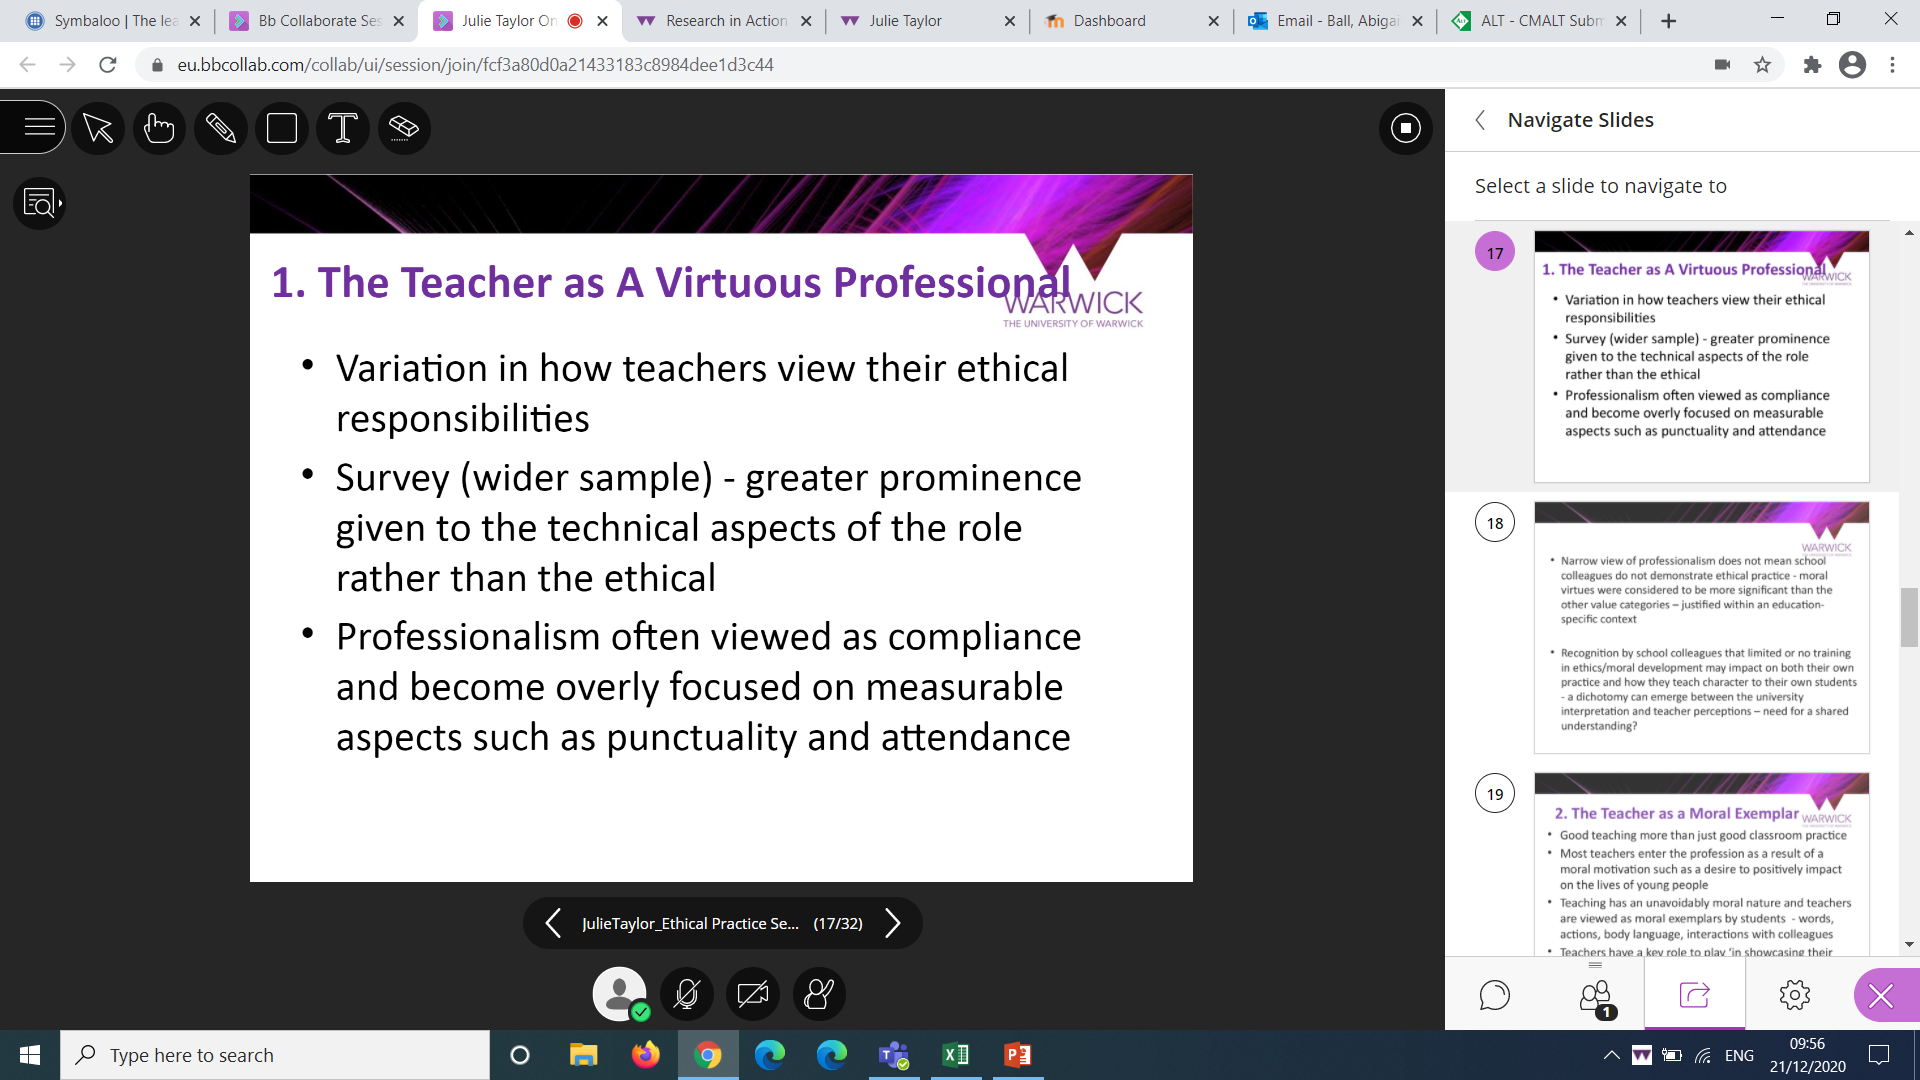 Symbaloo | The lea
Bb Collaborate Ses
Julie Taylor On
Research in Action
Julie Taylor
Dashboard
Email - Ball, Abigai
ALT - CMALT Subm
eu.bbcollab.com/collab/ui/session/join/fcf3a80d0a21433183c8984dee1d3c44
1. The Teacher as A Virtuous Professional
WARWICK
THE UNIVERSITY OF WARWICK
• Variation in how teachers view their ethical
responsibilities
• Survey (wider sample) - greater prominence
given to the technical aspects of the role
rather than the ethical
• Professionalism often viewed as compliance
and become overly focused on measurable
aspects such as punctuality and attendance
JulieTaylor_Ethical Practice Se... (17/32)
Navigate Slides
Select a slide to navigate to
17
1. The Teacher as A Virtuous Professional
WARWICK
• Variation in how teachers view their ethical
responsibilities
• Survey (wider sample) - greater prominence
given to the technical aspects of the role
rather than the ethical
• Professionalism often viewed as compliance
and become overly focused on measurable
aspects such as punctuality and attendance
18
WARWICK
• Narrow view of professionalism does not mean school
colleagues do not demonstrate ethical practice - moral
virtues were considered to be more significant than the
other value categories – justified within an education-
specific context
• Recognition by school colleagues that limited or no training
in ethics/moral development may impact on both their own
practice and how they teach character to their own students
- a dichotomy can emerge between the university
interpretation and teacher perceptions – need for a shared
understanding?
19
2. The Teacher as a Moral Exemplar
WARWICK
• Good teaching more than just good classroom practice
• Most teachers enter the profession as a result of a
moral motivation such as a desire to positively impact
on the lives of young people
• Teaching has an unavoidably moral nature and teachers
are viewed as moral exemplars by students - words,
actions, body language, interactions with colleagues
• Teachers have a key role to play 'in showcasing their
1
Type here to search
ENG
09:56
21/12/2020